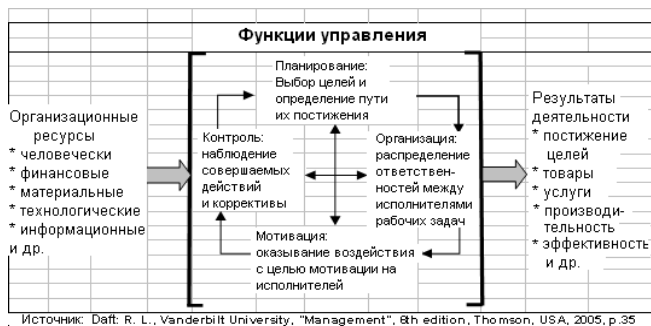 Функции управления
Планирование:
Выбор целей и
определение пути
их постижения
Организационные
ресурсы
* человечески
* финансовые
* материальные
* технологические
* информационные
и др.
Контроль:
наблюдение
совершаемых
действий
и коррективы
Организация:
распределение
ответствен-
ностей между
исполнителями
рабочих задач
Мотивация:
оказывание воздействия
с целью мотивации на
исполнителей
Результаты
деятельности
* постижение
целей
* товары
* услуги
* производи-
тельность
* эффективность
и др.
Источник: Daft: R. L., Vanderbilt University, "Management", 6th edition, Thomson, USA, 2005, p.35